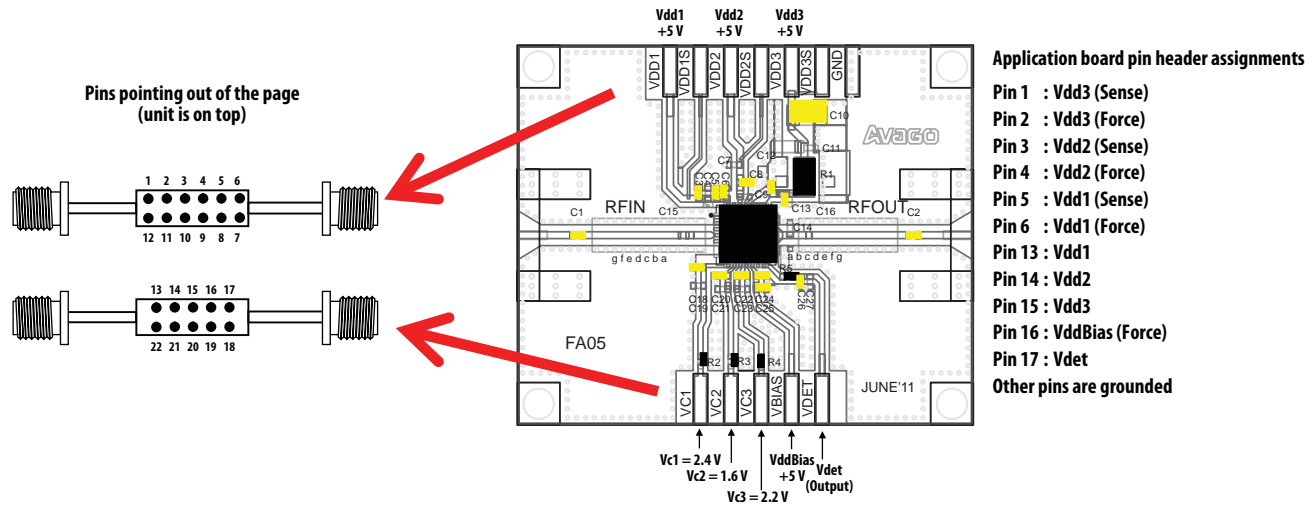 Pins pointing out of the page
(unit is on top)
1 2 3 4 5 6
12 11 10 9 8 7
13 14 15 16 17
22 21 20 19 18
Vdd1
+5 V
Vdd2
+5 V
Vdd3
+5 V
VDD1
VDD1S
VDD2
VDD2S
VDD3
VDD3S
GND
C10
AVAGO
C7
C12
C11
C8
R1
C9
C13
C1
RFIN
C15
C16
RFOUT
C2
C14
g f e d c b a
a b c d e f g
R5
C18
C20
C22
C24
C19
C21
C23
C25
C26
C27
FA05
R2
R3
R4
VC1
VC2
VC3
VBIAS
VDET
JUNE'11
Vc1 = 2.4 V
Vc2 = 1.6 V
Vc3 = 2.2 V
VddBias
+5 V
Vdet
(Output)
Application board pin header assignments
Pin 1 : Vdd3 (Sense)
Pin 2 : Vdd3 (Force)
Pin 3 : Vdd2 (Sense)
Pin 4 : Vdd2 (Force)
Pin 5 : Vdd1 (Sense)
Pin 6 : Vdd1 (Force)
Pin 13 : Vdd1
Pin 14 : Vdd2
Pin 15 : Vdd3
Pin 16 : VddBias (Force)
Pin 17 : Vdet
Other pins are grounded